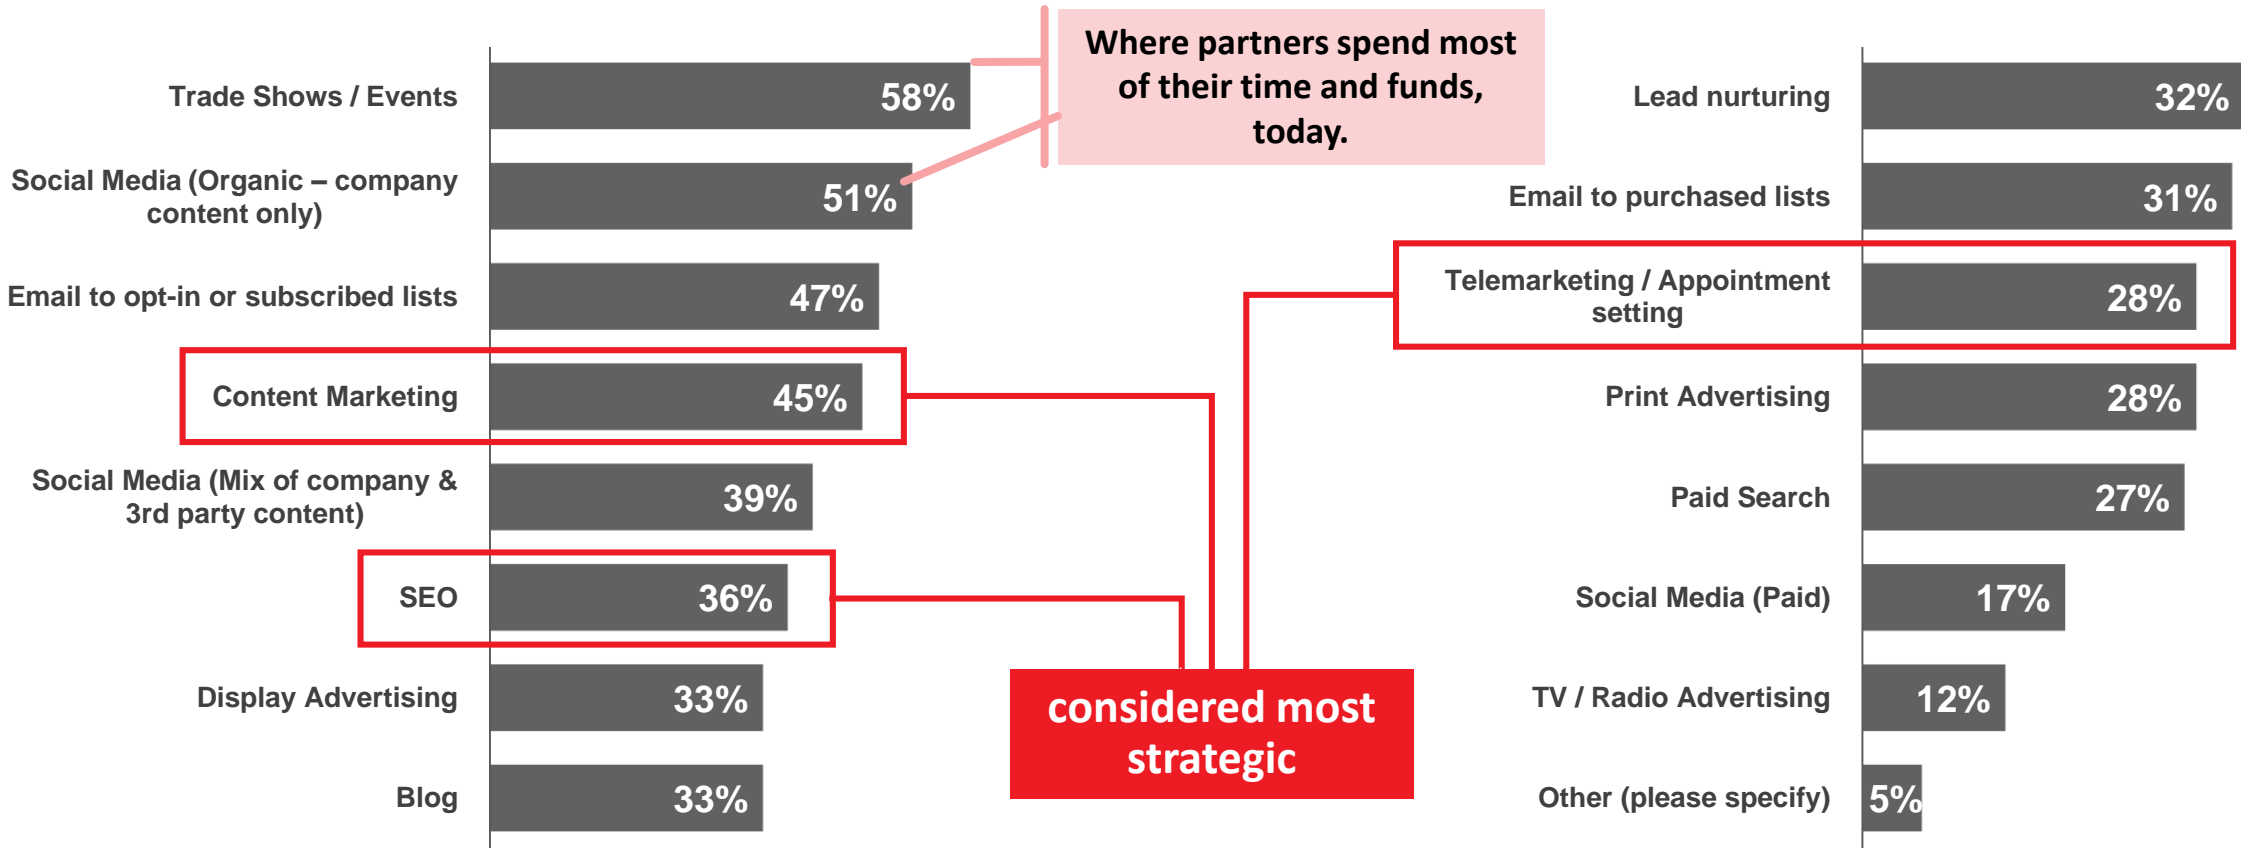 Trade Shows / Events
58%
Social Media (Organic – company
content only)
51%
Email to opt-in or subscribed lists
47%
Content Marketing
45%
Social Media (Mix of company &
3rd party content)
39%
SEO
36%
Display Advertising
33%
Blog
33%
Where partners spend most
of their time and funds,
today.
considered most
strategic
Lead nurturing
32%
Email to purchased lists
31%
Telemarketing / Appointment
setting
28%
Print Advertising
28%
Paid Search
27%
Social Media (Paid)
17%
TV / Radio Advertising
12%
Other (please specify)
5%